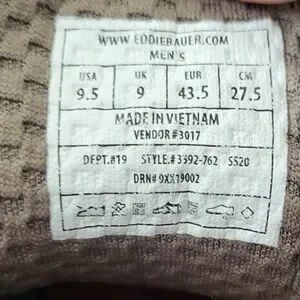 WWW.EDDIEBAUER.COM
MEN'S
USA UK EUR CM
9.5 9 43.5 27.5
MADE IN VIETNAM
VENDOR#3017
DEPT.#19 STYLE.#3392-762 SS20
DRN#9XX19002